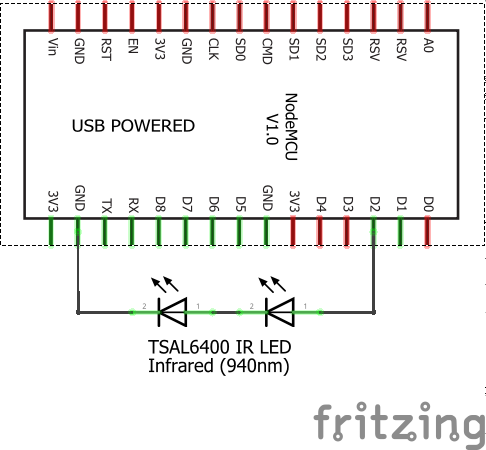 Vin GND RST EN 3V3 GND CLK SD0 CMD SD1 SD2 SD3 RSV RSV A0
USB POWERED
NodeMCU
V1.0
3V3 GND TX RX D8 D7 D6 D5 GND 3V3 D4 D3 D2 D1 D0
2 1 2 1
TSAL6400 IR LED
Infrared (940nm)
fritzing